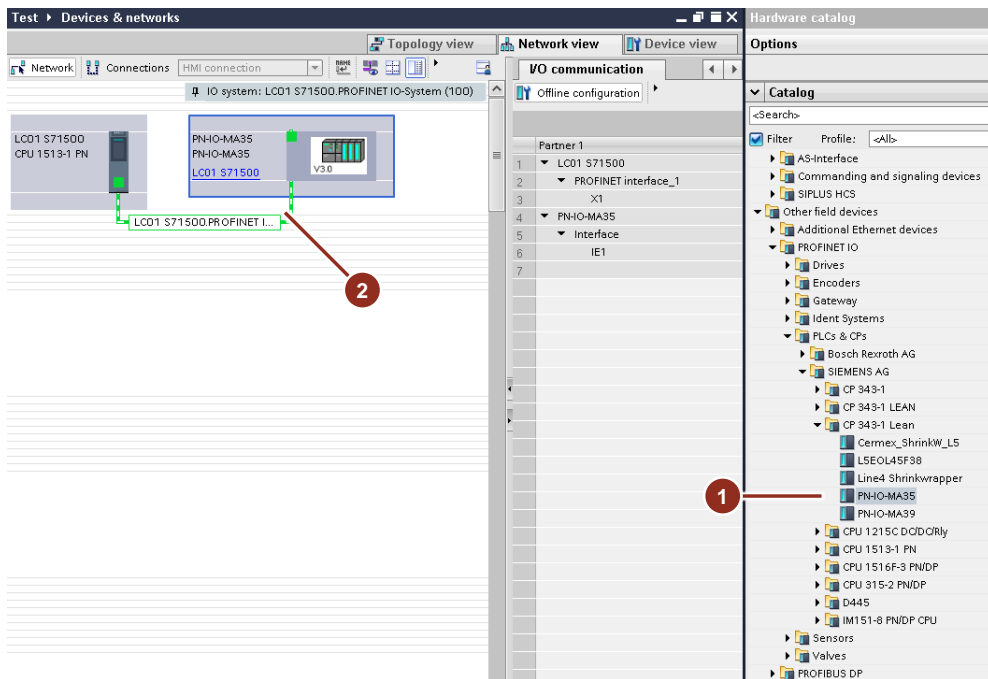 Test ▸ Devices & networks
Topology view
Network view
Device view
Network
Connections
HMI connection
IO system: LC01 S71500.PROFINET IO-System (100)
LC01 S71500
CPU 1513-1 PN
PN-IO-MA35
PN-IO-MA35
LC01 S71500
V3.0
LC01 S71500.PROFINET I...
2
I/O communication
Offline configuration
Partner 1
1 LC01 S71500
2 PROFINET interface_1
3 X1
4 PN-IO-MA35
5 Interface
6 IE1
7
Hardware catalog
Options
Catalog
<Search>
Filter Profile: <All>
AS-Interface
Commanding and signaling devices
SIPLUS HCS
Other field devices
Additional Ethernet devices
PROFINET IO
Drives
Encoders
Gateway
Ident Systems
PLCs & CPs
Bosch Rexroth AG
SIEMENS AG
CP 343-1
CP 343-1 LEAN
CP 343-1 Lean
Cermex_ShrinkW_L5
L5EOL45F38
Line4 Shrinkwrapper
1
PN-IO-MA35
PN-IO-MA39
CPU 1215C DC/DC/Rly
CPU 1513-1 PN
CPU 1516F-3 PN/DP
CPU 315-2 PN/DP
D445
IM151-8 PN/DP CPU
Sensors
Valves
PROFIBUS DP